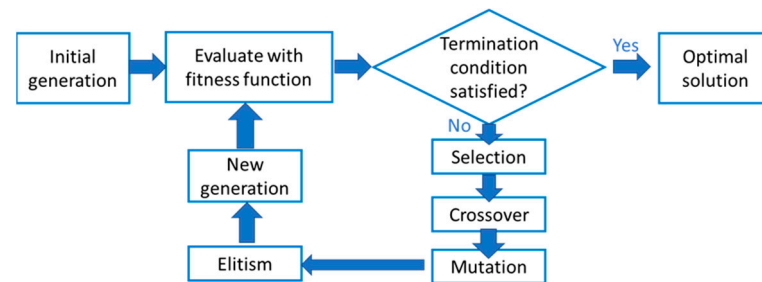 Initial
generation
Evaluate with
fitness function
Termination
condition
satisfied?
Yes
Optimal
solution
No
Selection
Crossover
Mutation
Elitism
New
generation